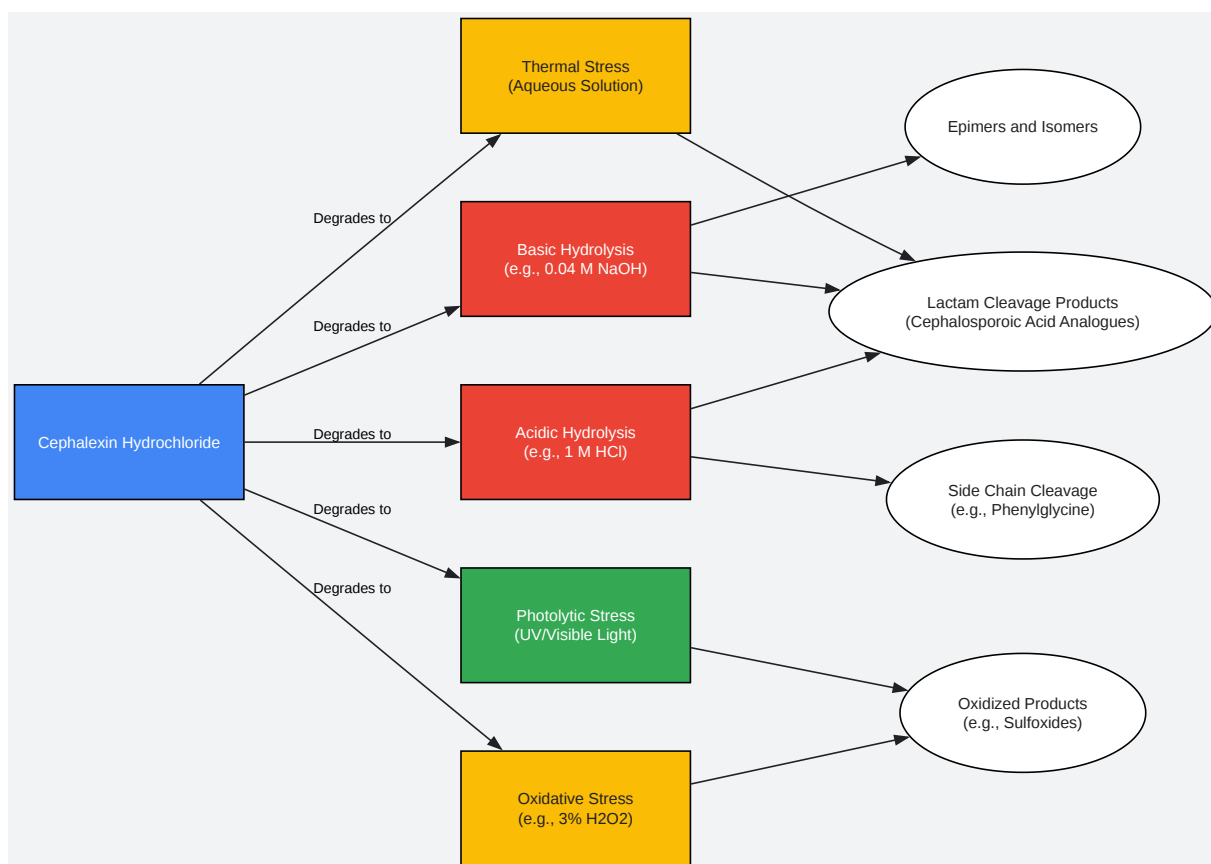 Thermal Stress
(Aqueous Solution)
Epimers and Isomers
Degrades to
Basic Hydrolysis
(e.g., 0.04 M NaOH)
Lactam Cleavage Products
(Cephalosporoic Acid Analogues)
Degrades to
Cephalexin Hydrochloride
Degrades to
Acidic Hydrolysis
(e.g., 1 M HCl)
Side Chain Cleavage
(e.g., Phenylglycine)
Degrades to
Photolytic Stress
(UV/Visible Light)
Degrades to
Oxidized Products
(e.g., Sulfoxides)
Oxidative Stress
(e.g., 3% H2O2)